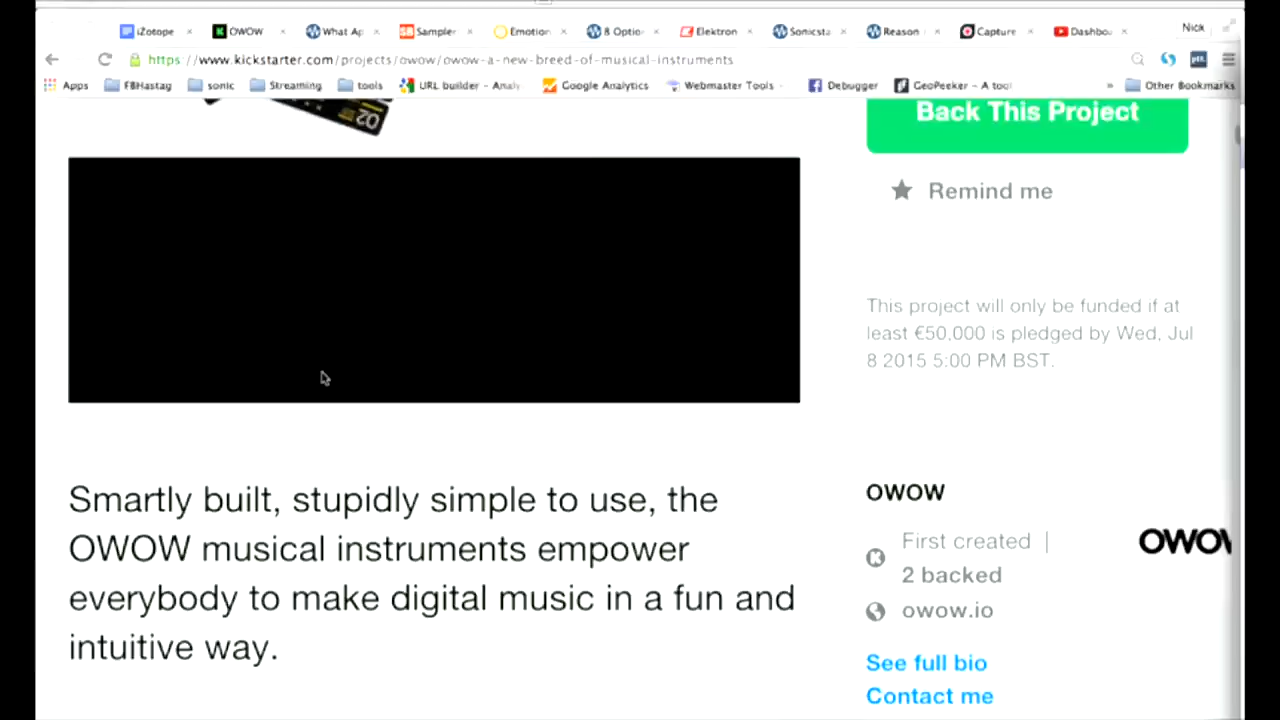 iZotope OWOW What Ap Sample Emotion 8 Optio Elektron Sonicsta Reason Capture Dashbo Nick
https://www.kickstarter.com/projects/owow/owow-a-new-breed-of-musical-instruments
Apps FBHastag sonic Streaming tools URL builder - Analy Google Analytics Webmaster Tools - Debugger GeoPeeker - A tool » Other Bookmarks
02
Back This Project
Remind me
This project will only be funded if at
least €50,000 is pledged by Wed, Jul
8 2015 5:00 PM BST.
Smartly built, stupidly simple to use, the
OWOW musical instruments empower
everybody to make digital music in a fun and
intuitive way.
OWOW
First created |
2 backed
owow.io
OWOW
See full bio
Contact me